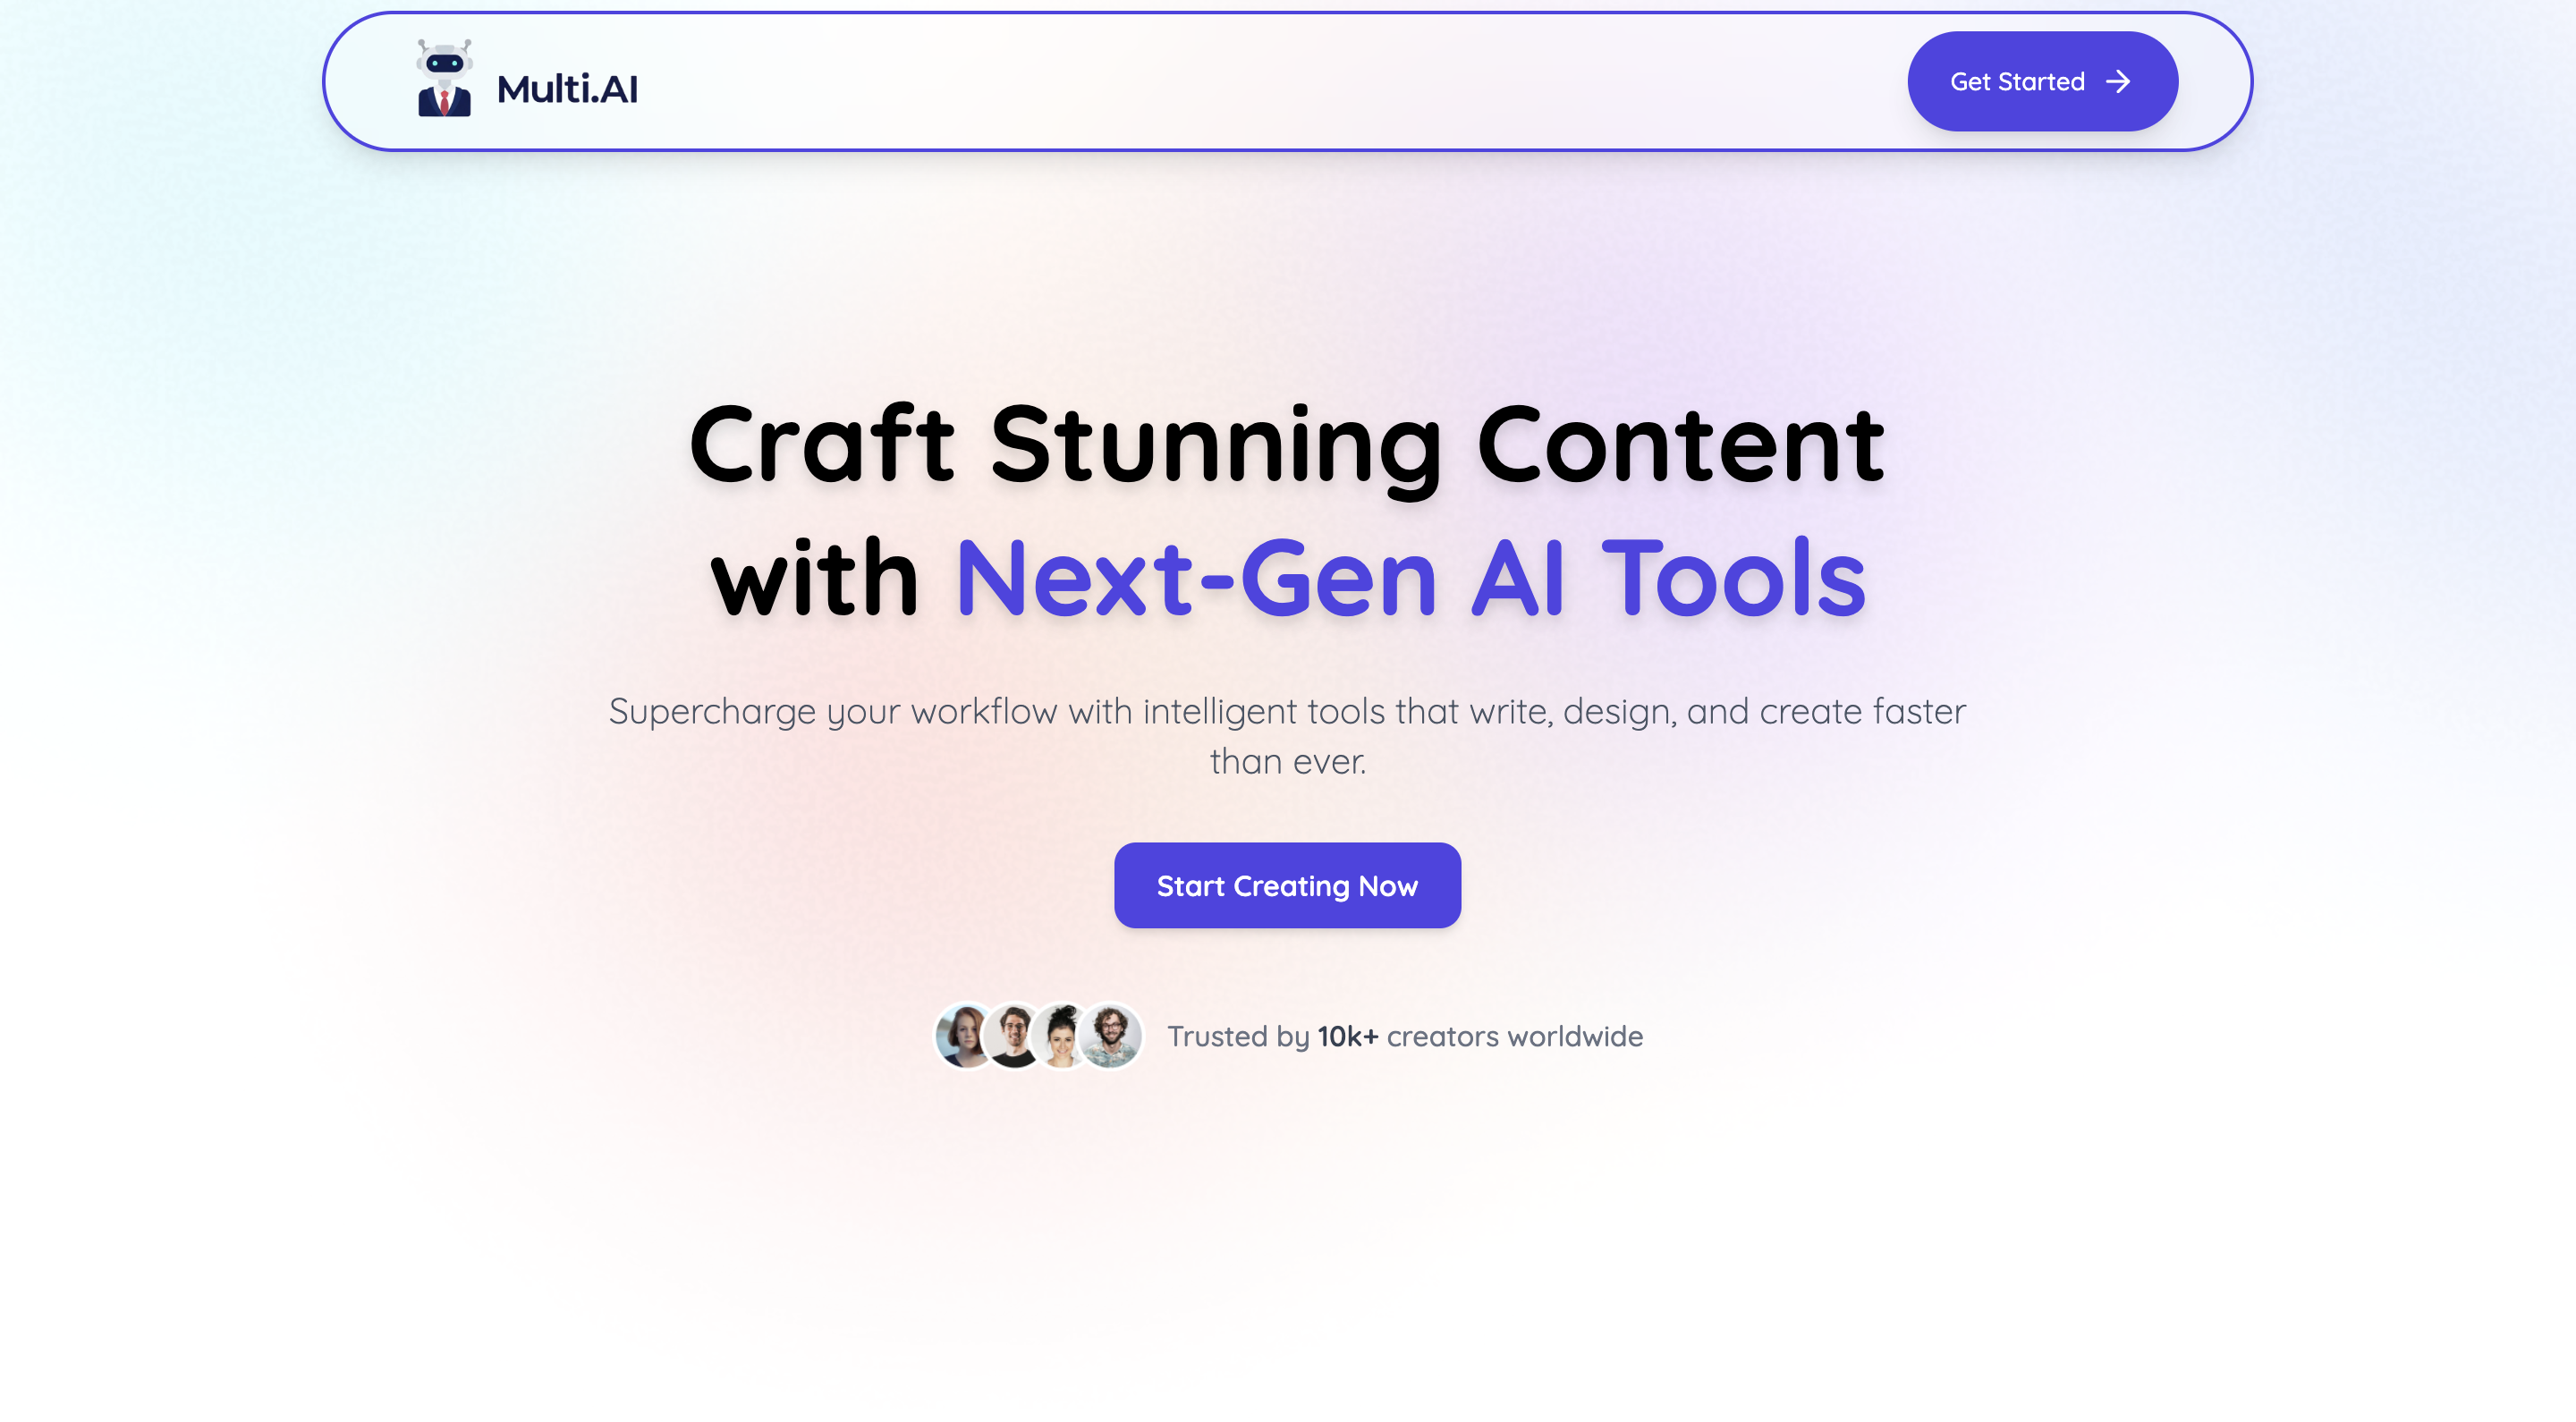 Multi.AI
Get Started
Craft Stunning Content
with Next-Gen AI Tools
Supercharge your workflow with intelligent tools that write, design, and create faster
than ever.
Start Creating Now
Trusted by 10k+ creators worldwide